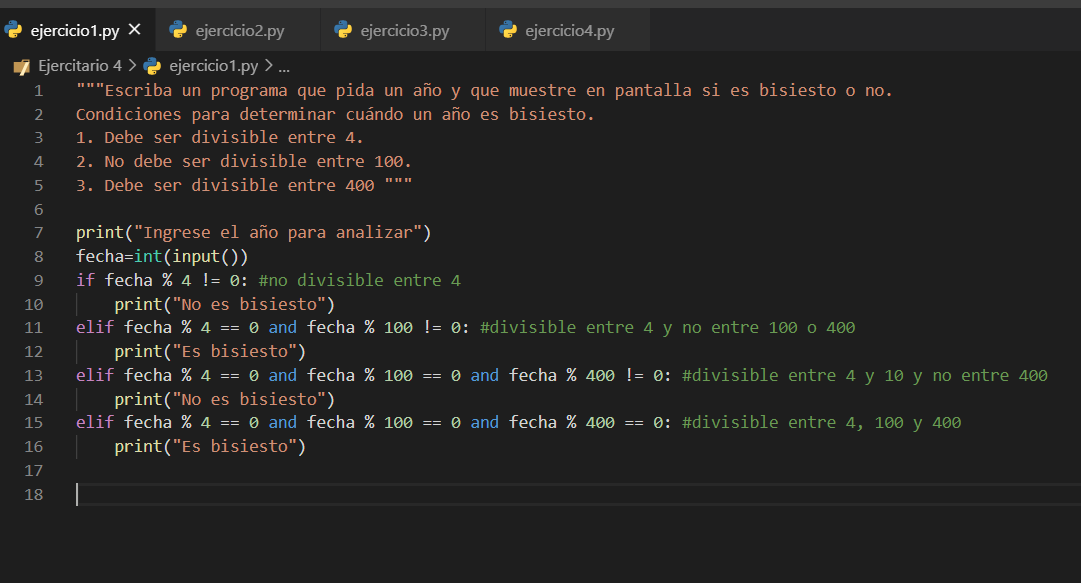 ejercicio1.py ejercicio2.py ejercicio3.py ejercicio4.py
Ejercitario 4 > ejercicio1.py > ...
1 """Escriba un programa que pida un año y que muestre en pantalla si es bisiesto o no.
2 Condiciones para determinar cuándo un año es bisiesto.
3 1. Debe ser divisible entre 4.
4 2. No debe ser divisible entre 100.
5 3. Debe ser divisible entre 400 """
6
7 print("Ingrese el año para analizar")
8 fecha=int(input())
9 if fecha % 4 != 0: #no divisible entre 4
10     print("No es bisiesto")
11 elif fecha % 4 == 0 and fecha % 100 != 0: #divisible entre 4 y no entre 100 o 400
12     print("Es bisiesto")
13 elif fecha % 4 == 0 and fecha % 100 == 0 and fecha % 400 != 0: #divisible entre 4 y 10 y no entre 400
14     print("No es bisiesto")
15 elif fecha % 4 == 0 and fecha % 100 == 0 and fecha % 400 == 0: #divisible entre 4, 100 y 400
16     print("Es bisiesto")
17
18